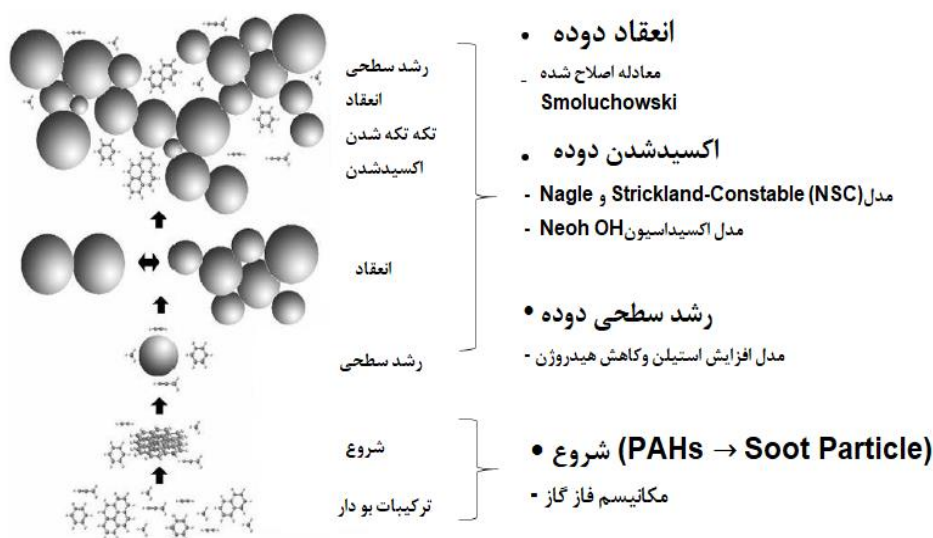 رشد سطحی
انعقاد
تکه تکه شدن
اکسیدشدن
انعقاد
رشد سطحی
شروع
ترکیبات بو دار
• انعقاد دوده
- معادله اصلاح شده
Smoluchowski
• اکسیدشدن دوده
- مدل Nagle و Strickland-Constable (NSC)
- مدل اکسیداسیون Neoh OH
• رشد سطحی دوده
- مدل افزایش استیلن وکاهش هیدروژن
• شروع (PAHs → Soot Particle)
- مکانیسم فاز گاز